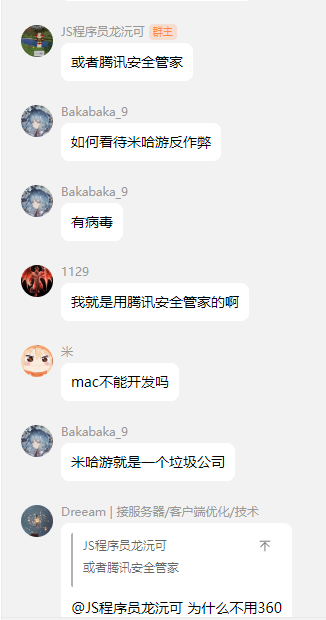 JS程序员龙沅可 群主
或者腾讯安全管家
Bakabaka_9
如何看待米哈游反作弊
Bakabaka_9
有病毒
1129
我就是用腾讯安全管家的啊
米
mac不能开发吗
Bakabaka_9
米哈游就是一个垃圾公司
Dreeam | 接服务器/客户端优化/技术
JS程序员龙沅可
或者腾讯安全管家
@JS程序员龙沅可 为什么不用360